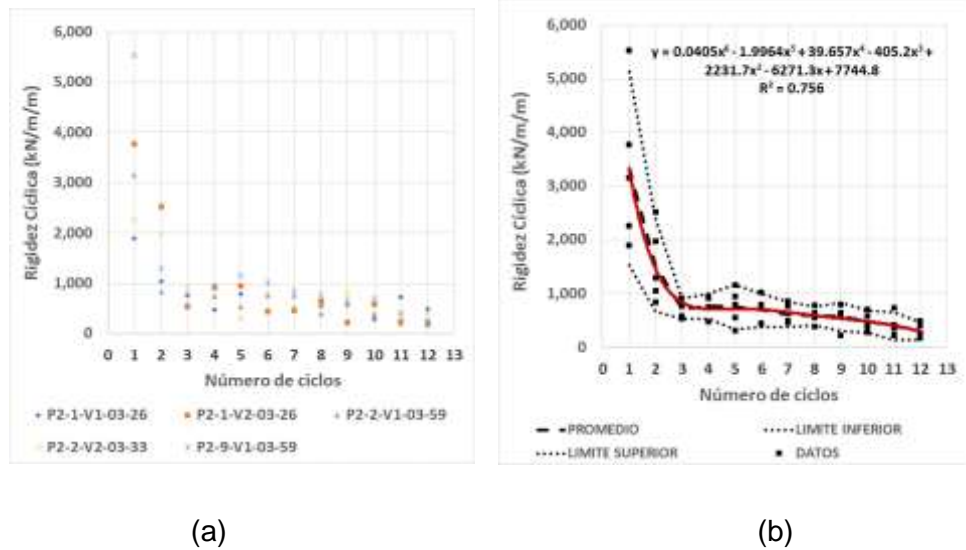 6,000
5,000
4,000
3,000
2,000
1,000
0
Rigidez Cíclica (kN/m/m)
0 1 2 3 4 5 6 7 8 9 10 11 12 13
Número de ciclos
P2-1-V1-03-26 P2-1-V2-03-26 P2-2-V1-03-59
P2-2-V2-03-33 P2-9-V1-03-59
(a)
6,000
5,000
4,000
3,000
2,000
1,000
0
Rigidez Cíclica (kN/m/m)
y = 0.0405x⁶ - 1.9964x⁵ + 39.657x⁴ - 405.2x³ +
2231.7x² - 6271.3x + 7744.8
R² = 0.756
0 1 2 3 4 5 6 7 8 9 10 11 12 13
Número de ciclos
PROMEDIO LIMITE INFERIOR
LIMITE SUPERIOR DATOS
(b)